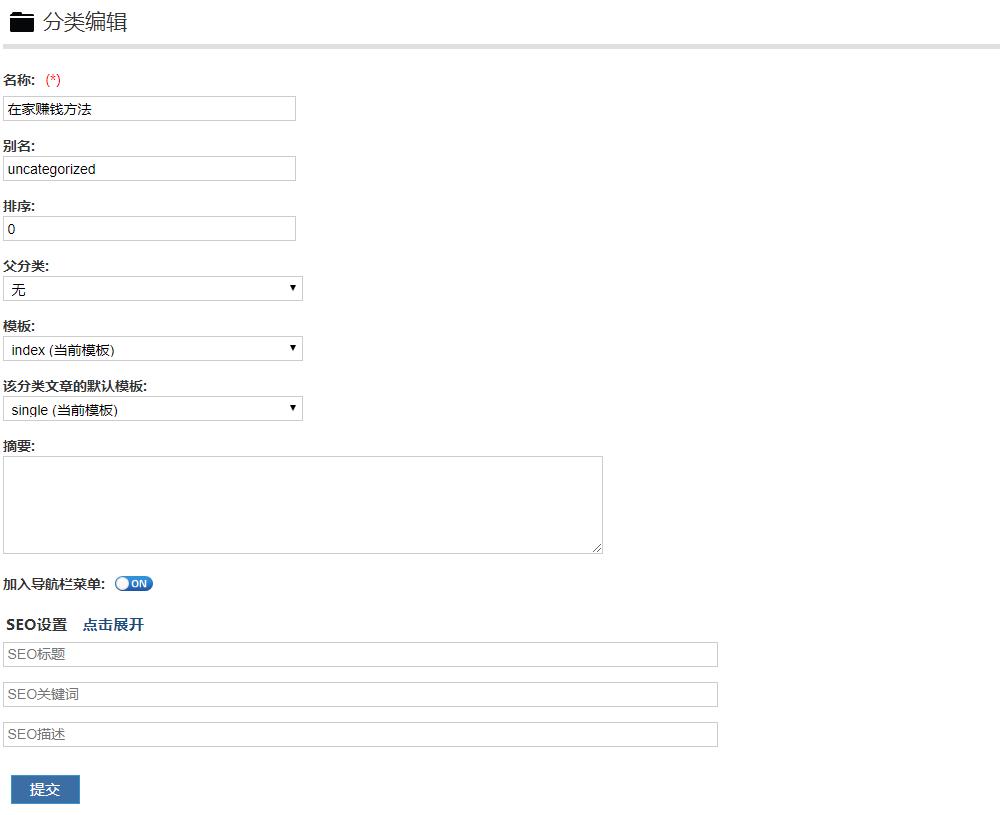 分类编辑
名称: (*)
在家赚钱方法
别名:
uncategorized
排序:
0
父分类:
无
模板:
index (当前模板)
该分类文章的默认模板:
single (当前模板)
摘要:
加入导航栏菜单: ON
SEO设置 点击展开
SEO标题
SEO关键词
SEO描述
提交